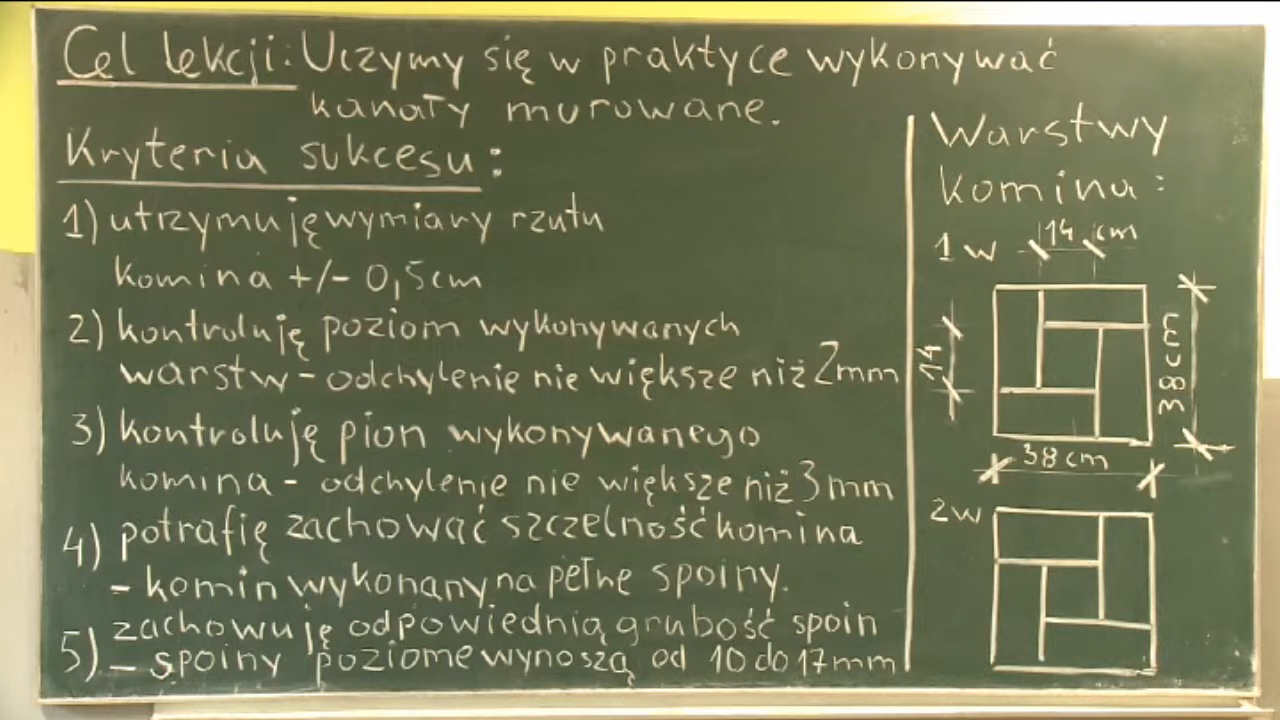 Cel lekcji: Uczymy się w praktyce wykonywać
kanały murowane.
Kryteria sukcesu:
1) utrzymuję wymiary rzutu
komina +/- 0,5cm
2) kontroluję poziom wykonywanych
warstw - odchylenie nie większe niż 2mm
3) kontroluję pion wykonywanego
komina - odchylenie nie większe niż 3mm
4) potrafię zachować szczelność komina
- komin wykonany na pełne spoiny.
5) zachowuję odpowiednią grubość spoin
- spoiny poziome wynoszą od 10 do 17mm
Warstwy
komina:
1w 14 cm
14
38cm
38cm
2w